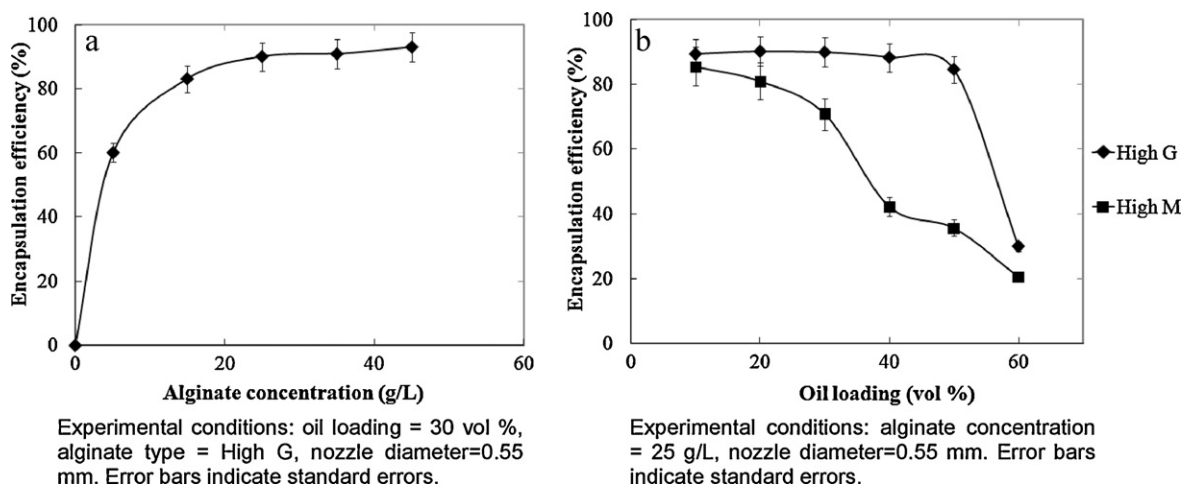 a
Encapsulation efficiency (%)
100
80
60
40
20
0
0
20
40
60
Alginate concentration (g/L)
Experimental conditions: oil loading = 30 vol %,
alginate type = High G, nozzle diameter=0.55
mm. Error bars indicate standard errors.
b
Encapsulation efficiency (%)
100
80
60
40
20
0
0
20
40
60
Oil loading (vol %)
High G
High M
Experimental conditions: alginate concentration
= 25 g/L, nozzle diameter=0.55 mm. Error bars
indicate standard errors.